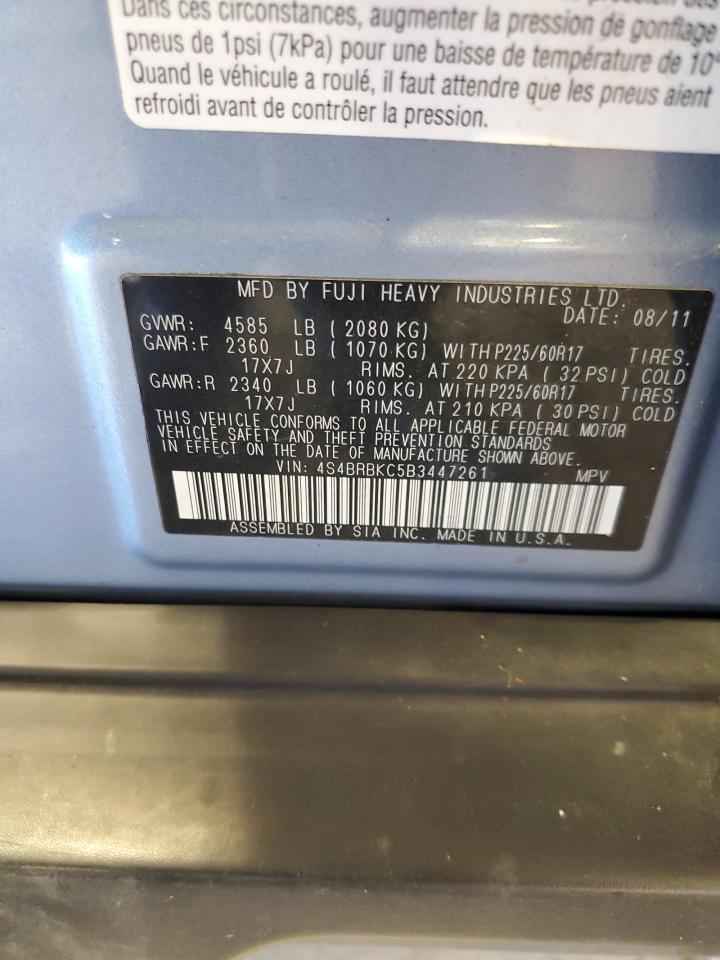 Dans ces circonstances, augmenter la pression de gonflage
pneus de 1psi (7kPa) pour une baisse de température de 10°
Quand le véhicule a roulé, il faut attendre que les pneus aient
refroidi avant de contrôler la pression.
MFD BY FUJI HEAVY INDUSTRIES LTD.
DATE: 08/11
GVWR: 4585 LB ( 2080 KG)
GAWR:F 2360 LB ( 1070 KG) WITH P225/60R17 TIRES.
17X7J RIMS. AT 220 KPA ( 32 PSI) COLD
GAWR:R 2340 LB ( 1060 KG) WITH P225/60R17 TIRES.
17X7J RIMS. AT 210 KPA ( 30 PSI) COLD
THIS VEHICLE CONFORMS TO ALL APPLICABLE FEDERAL MOTOR
VEHICLE SAFETY AND THEFT PREVENTION STANDARDS
IN EFFECT ON THE DATE OF MANUFACTURE SHOWN ABOVE.
VIN: 4S4BRBKC5B3447261 MPV
ASSEMBLED BY SIA INC. MADE IN U.S.A.